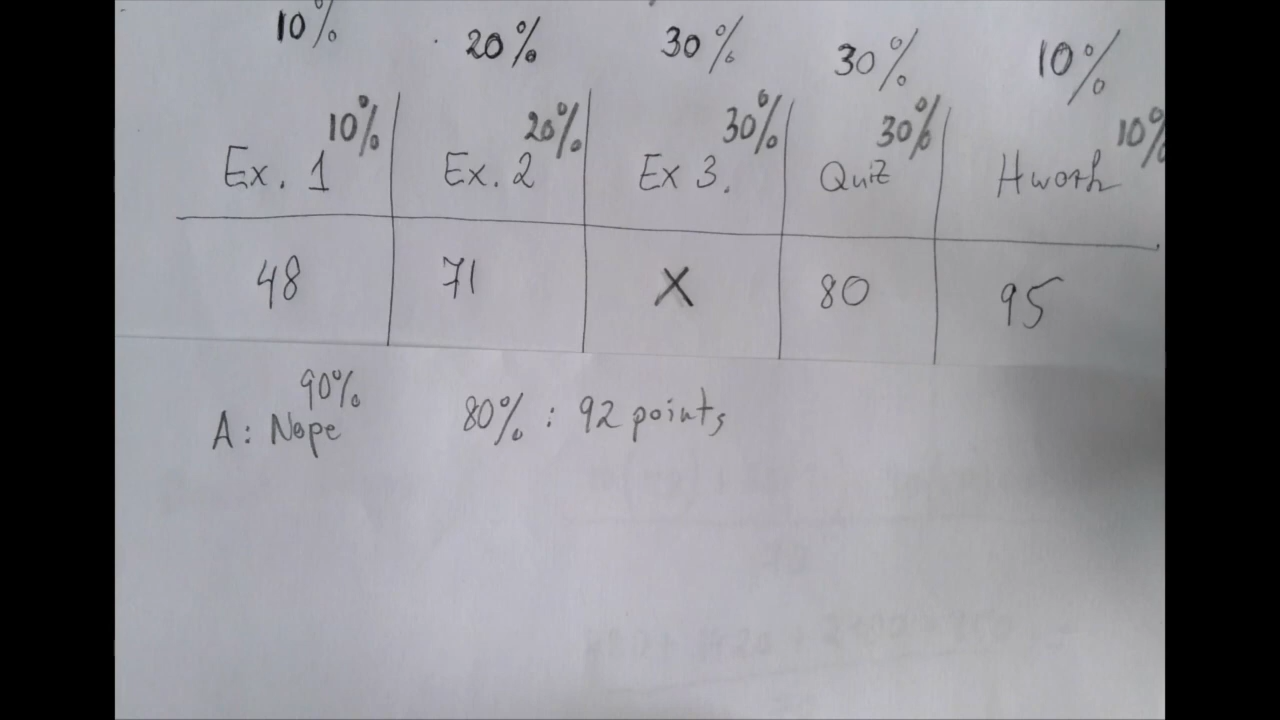 10% 20% 30% 30% 10%
10% 20% 30% 30% 10%
Ex. 1 Ex. 2 Ex 3. Quiz Hwork
48 71 X 80 95
90%
A: Nope 80% : 92 points